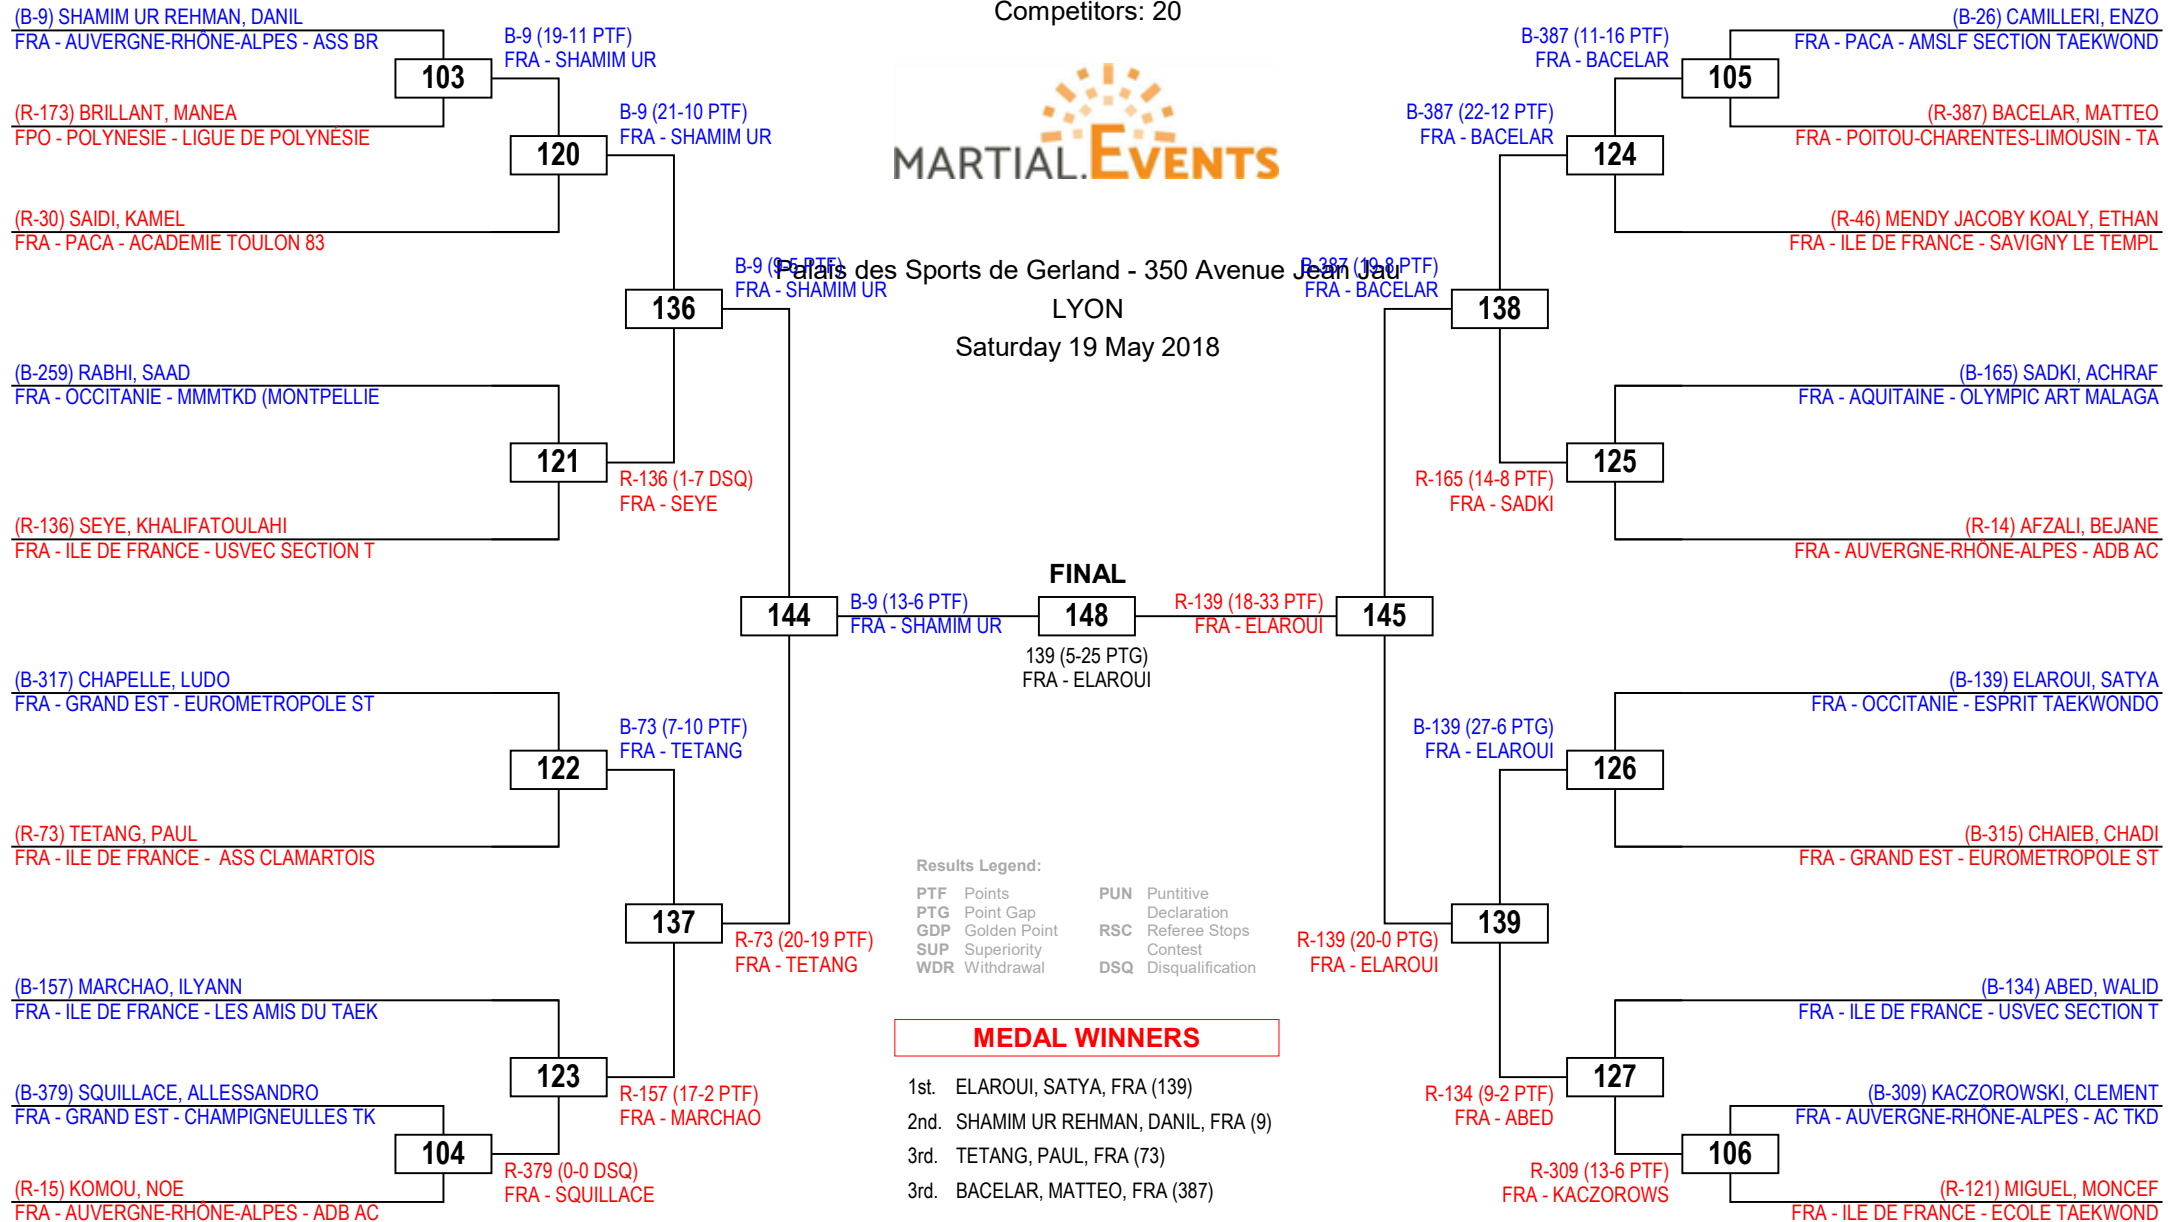 Competitors: 20
MARTIAL.EVENTS
Palais des Sports de Gerland - 350 Avenue Jean Jau
LYON
Saturday 19 May 2018
(B-9) SHAMIM UR REHMAN, DANIL
FRA - AUVERGNE-RHÔNE-ALPES - ASS BR
103
(R-173) BRILLANT, MANEA
FPO - POLYNESIE - LIGUE DE POLYNÉSIE
B-9 (19-11 PTF)
FRA - SHAMIM UR
120
(R-30) SAIDI, KAMEL
FRA - PACA - ACADEMIE TOULON 83
B-9 (21-10 PTF)
FRA - SHAMIM UR
136
B-9 (9-5 PTF)
FRA - SHAMIM UR
(B-259) RABHI, SAAD
FRA - OCCITANIE - MMMTKD (MONTPELLIE
121
(R-136) SEYE, KHALIFATOULAHI
FRA - ILE DE FRANCE - USVEC SECTION T
R-136 (1-7 DSQ)
FRA - SEYE
144
B-9 (13-6 PTF)
FRA - SHAMIM UR
(B-317) CHAPELLE, LUDO
FRA - GRAND EST - EUROMETROPOLE ST
122
(R-73) TETANG, PAUL
FRA - ILE DE FRANCE -  ASS CLAMARTOIS
B-73 (7-10 PTF)
FRA - TETANG
137
R-73 (20-19 PTF)
FRA - TETANG
(B-157) MARCHAO, ILYANN
FRA - ILE DE FRANCE - LES AMIS DU TAEK
123
R-157 (17-2 PTF)
FRA - MARCHAO
(B-379) SQUILLACE, ALLESSANDRO
FRA - GRAND EST - CHAMPIGNEULLES TK
104
(R-15) KOMOU, NOE
FRA - AUVERGNE-RHÔNE-ALPES - ADB AC
R-379 (0-0 DSQ)
FRA - SQUILLACE
FINAL
148
139 (5-25 PTG)
FRA - ELAROUI
(B-26) CAMILLERI, ENZO
FRA - PACA - AMSLF SECTION TAEKWOND
105
(R-387) BACELAR, MATTEO
FRA - POITOU-CHARENTES-LIMOUSIN - TA
B-387 (11-16 PTF)
FRA - BACELAR
124
(R-46) MENDY JACOBY KOALY, ETHAN
FRA - ILE DE FRANCE - SAVIGNY LE TEMPL
B-387 (22-12 PTF)
FRA - BACELAR
138
B-387 (19-8 PTF)
FRA - BACELAR
(B-165) SADKI, ACHRAF
FRA - AQUITAINE - OLYMPIC ART MALAGA
125
(R-14) AFZALI, BEJANE
FRA - AUVERGNE-RHÔNE-ALPES - ADB AC
R-165 (14-8 PTF)
FRA - SADKI
145
R-139 (18-33 PTF)
FRA - ELAROUI
(B-139) ELAROUI, SATYA
FRA - OCCITANIE - ESPRIT TAEKWONDO
126
(B-315) CHAIEB, CHADI
FRA - GRAND EST - EUROMETROPOLE ST
B-139 (27-6 PTG)
FRA - ELAROUI
139
R-139 (20-0 PTG)
FRA - ELAROUI
(B-134) ABED, WALID
FRA - ILE DE FRANCE - USVEC SECTION T
127
R-134 (9-2 PTF)
FRA - ABED
(B-309) KACZOROWSKI, CLEMENT
FRA - AUVERGNE-RHÔNE-ALPES - AC TKD
106
(R-121) MIGUEL, MONCEF
FRA - ILE DE FRANCE - ECOLE TAEKWOND
R-309 (13-6 PTF)
FRA - KACZOROWS
Results Legend:
PTF Points
PTG Point Gap
GDP Golden Point
SUP Superiority
WDR Withdrawal
PUN Puntitive
Declaration
RSC Referee Stops
Contest
DSQ Disqualification
MEDAL WINNERS
1st. ELAROUI, SATYA, FRA (139)
2nd. SHAMIM UR REHMAN, DANIL, FRA (9)
3rd. TETANG, PAUL, FRA (73)
3rd. BACELAR, MATTEO, FRA (387)